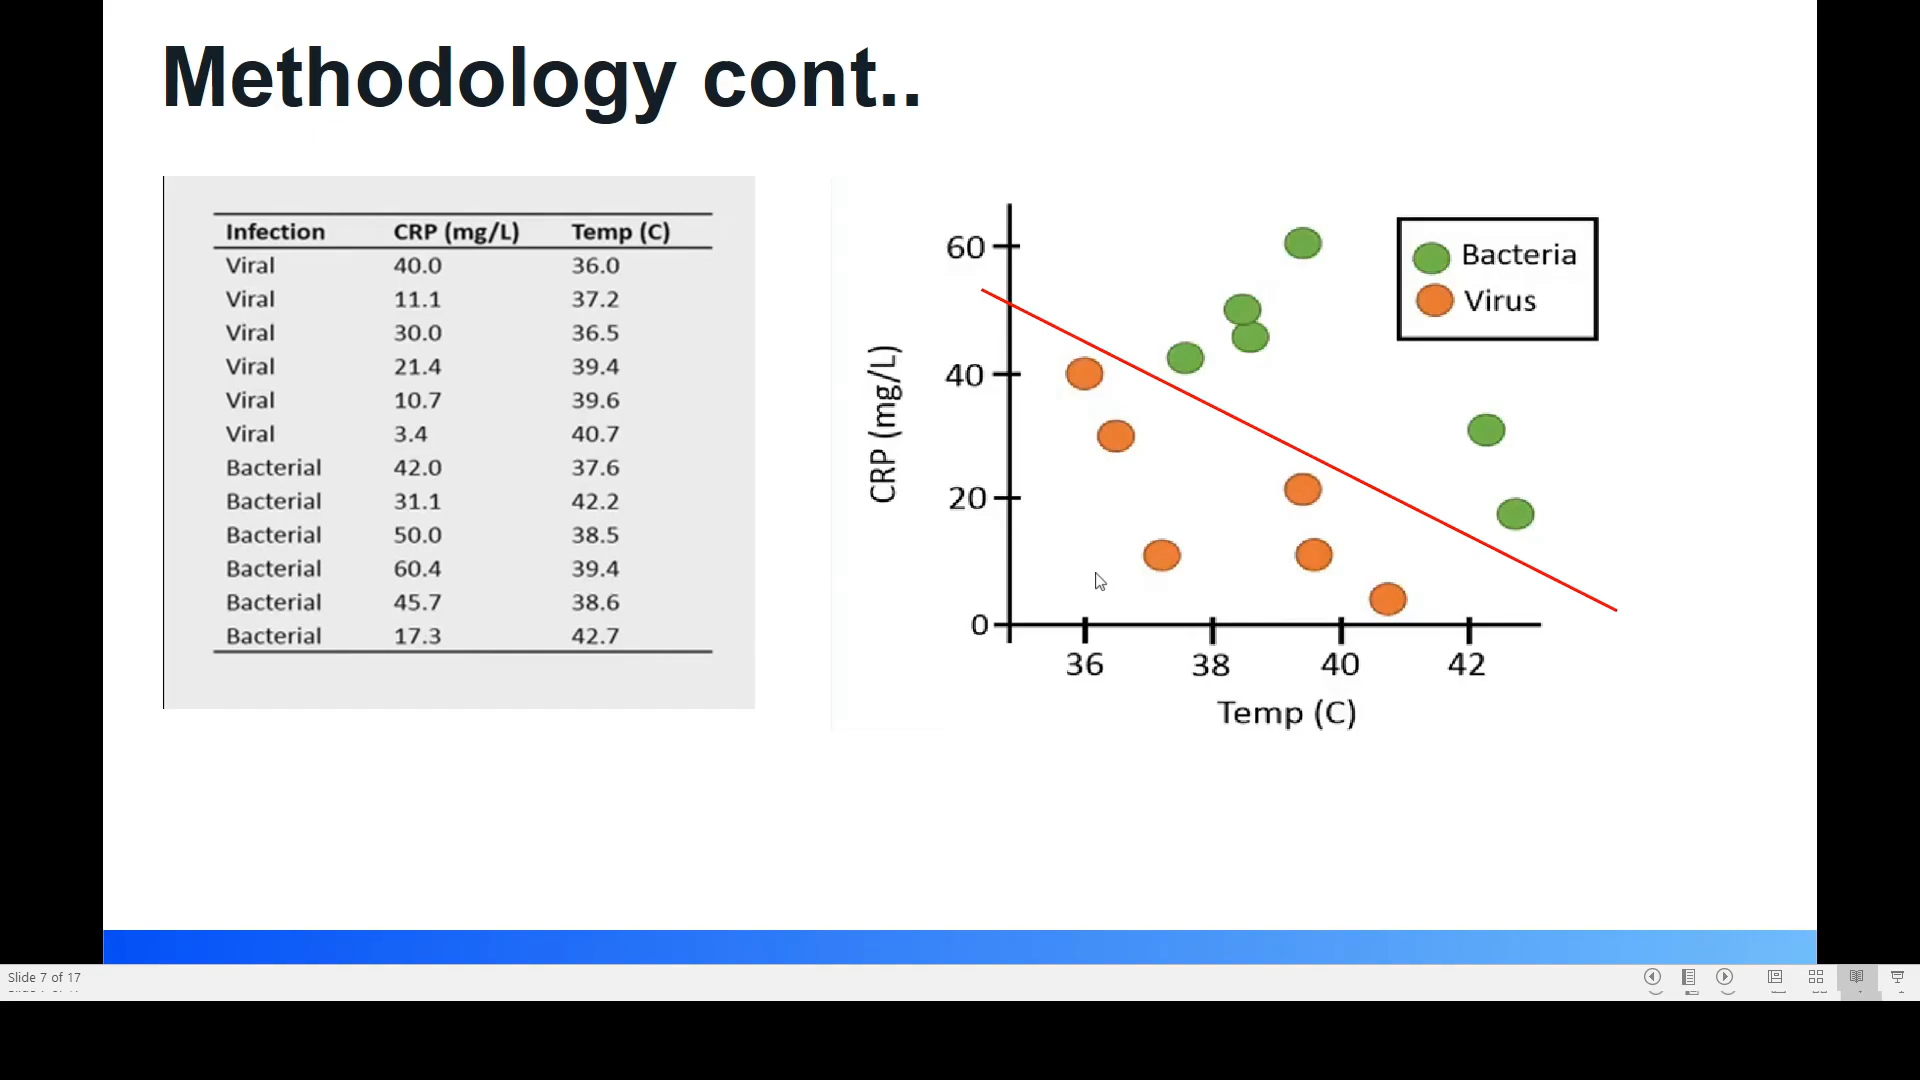 Methodology cont..
Infection CRP (mg/L) Temp (C)
Viral 40.0 36.0
Viral 11.1 37.2
Viral 30.0 36.5
Viral 21.4 39.4
Viral 10.7 39.6
Viral 3.4 40.7
Bacterial 42.0 37.6
Bacterial 31.1 42.2
Bacterial 50.0 38.5
Bacterial 60.4 39.4
Bacterial 45.7 38.6
Bacterial 17.3 42.7
Bacteria
Virus
CRP (mg/L)
60
40
20
0
36 38 40 42
Temp (C)
Slide 7 of 17